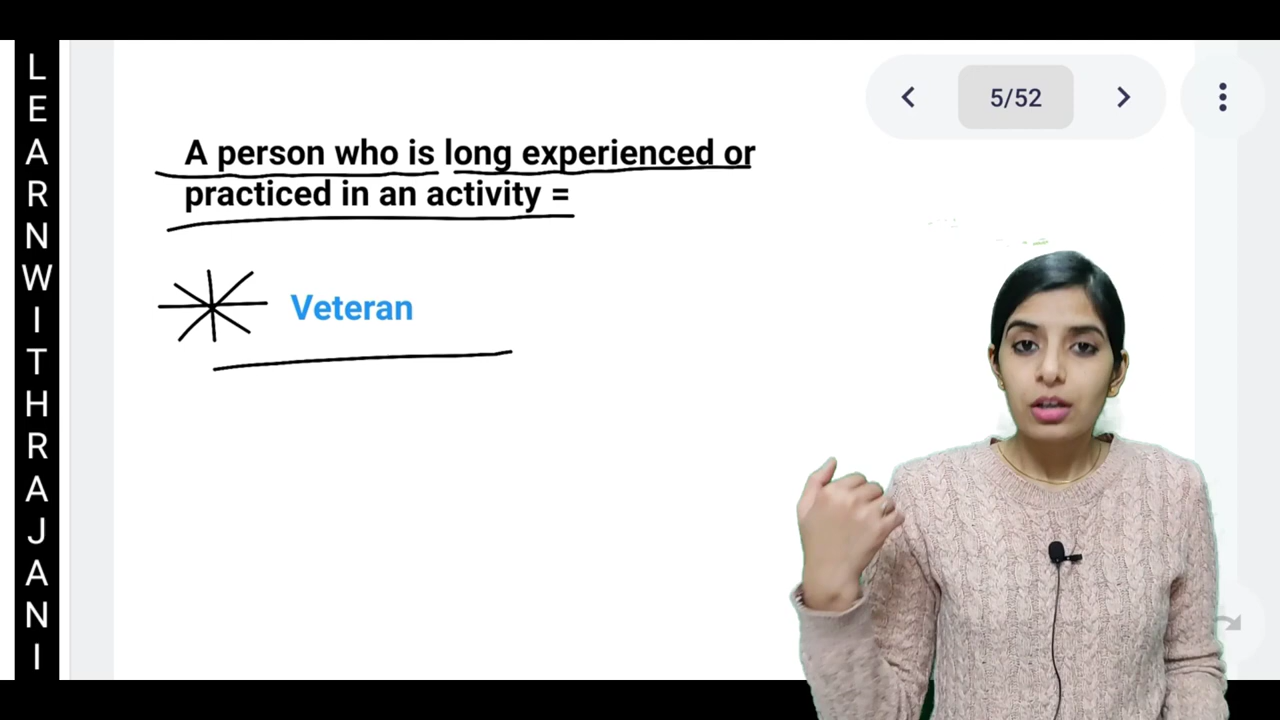 LEARNWITHRAJANI
5/52
A person who is long experienced or
practiced in an activity =
Veteran